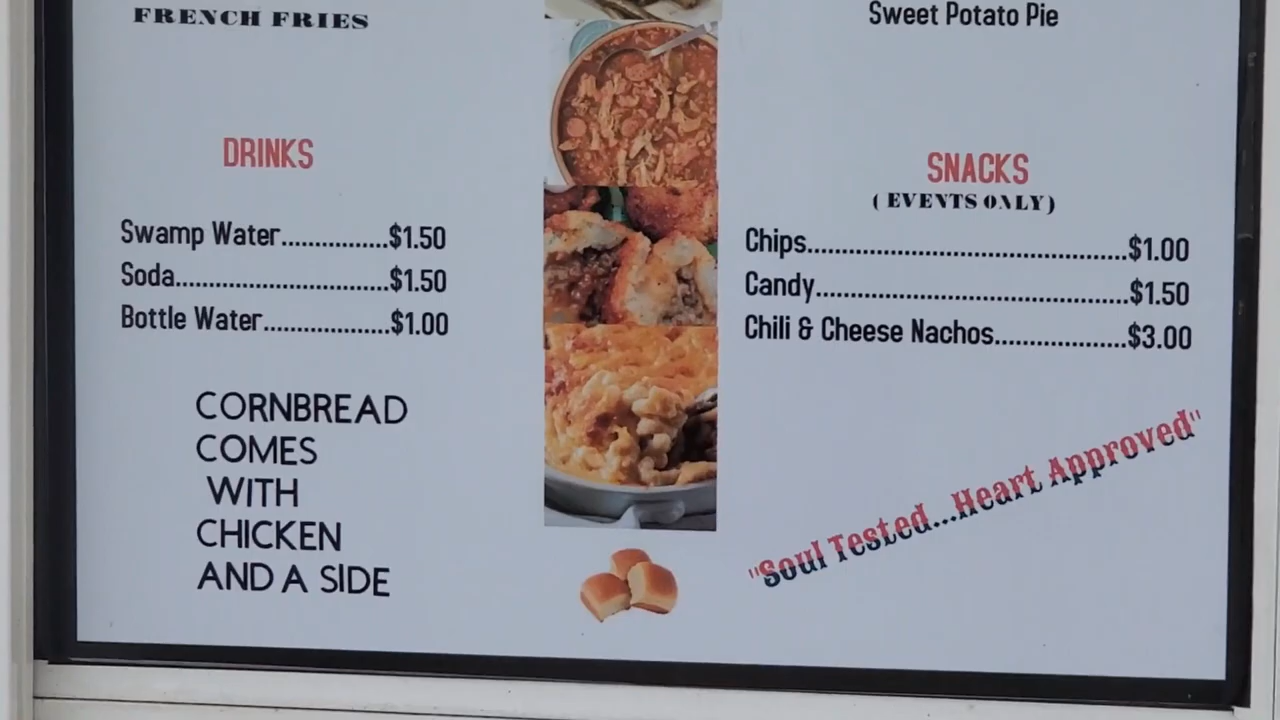 FRENCH FRIES
Sweet Potato Pie
DRINKS
Swamp Water................$1.50
Soda................................$1.50
Bottle Water...................$1.00
SNACKS
( EVENTS ONLY)
Chips................................................$1.00
Candy...............................................$1.50
Chili & Cheese Nachos....................$3.00
CORNBREAD
COMES
WITH
CHICKEN
AND A SIDE
"Soul Tested...Heart Approved"